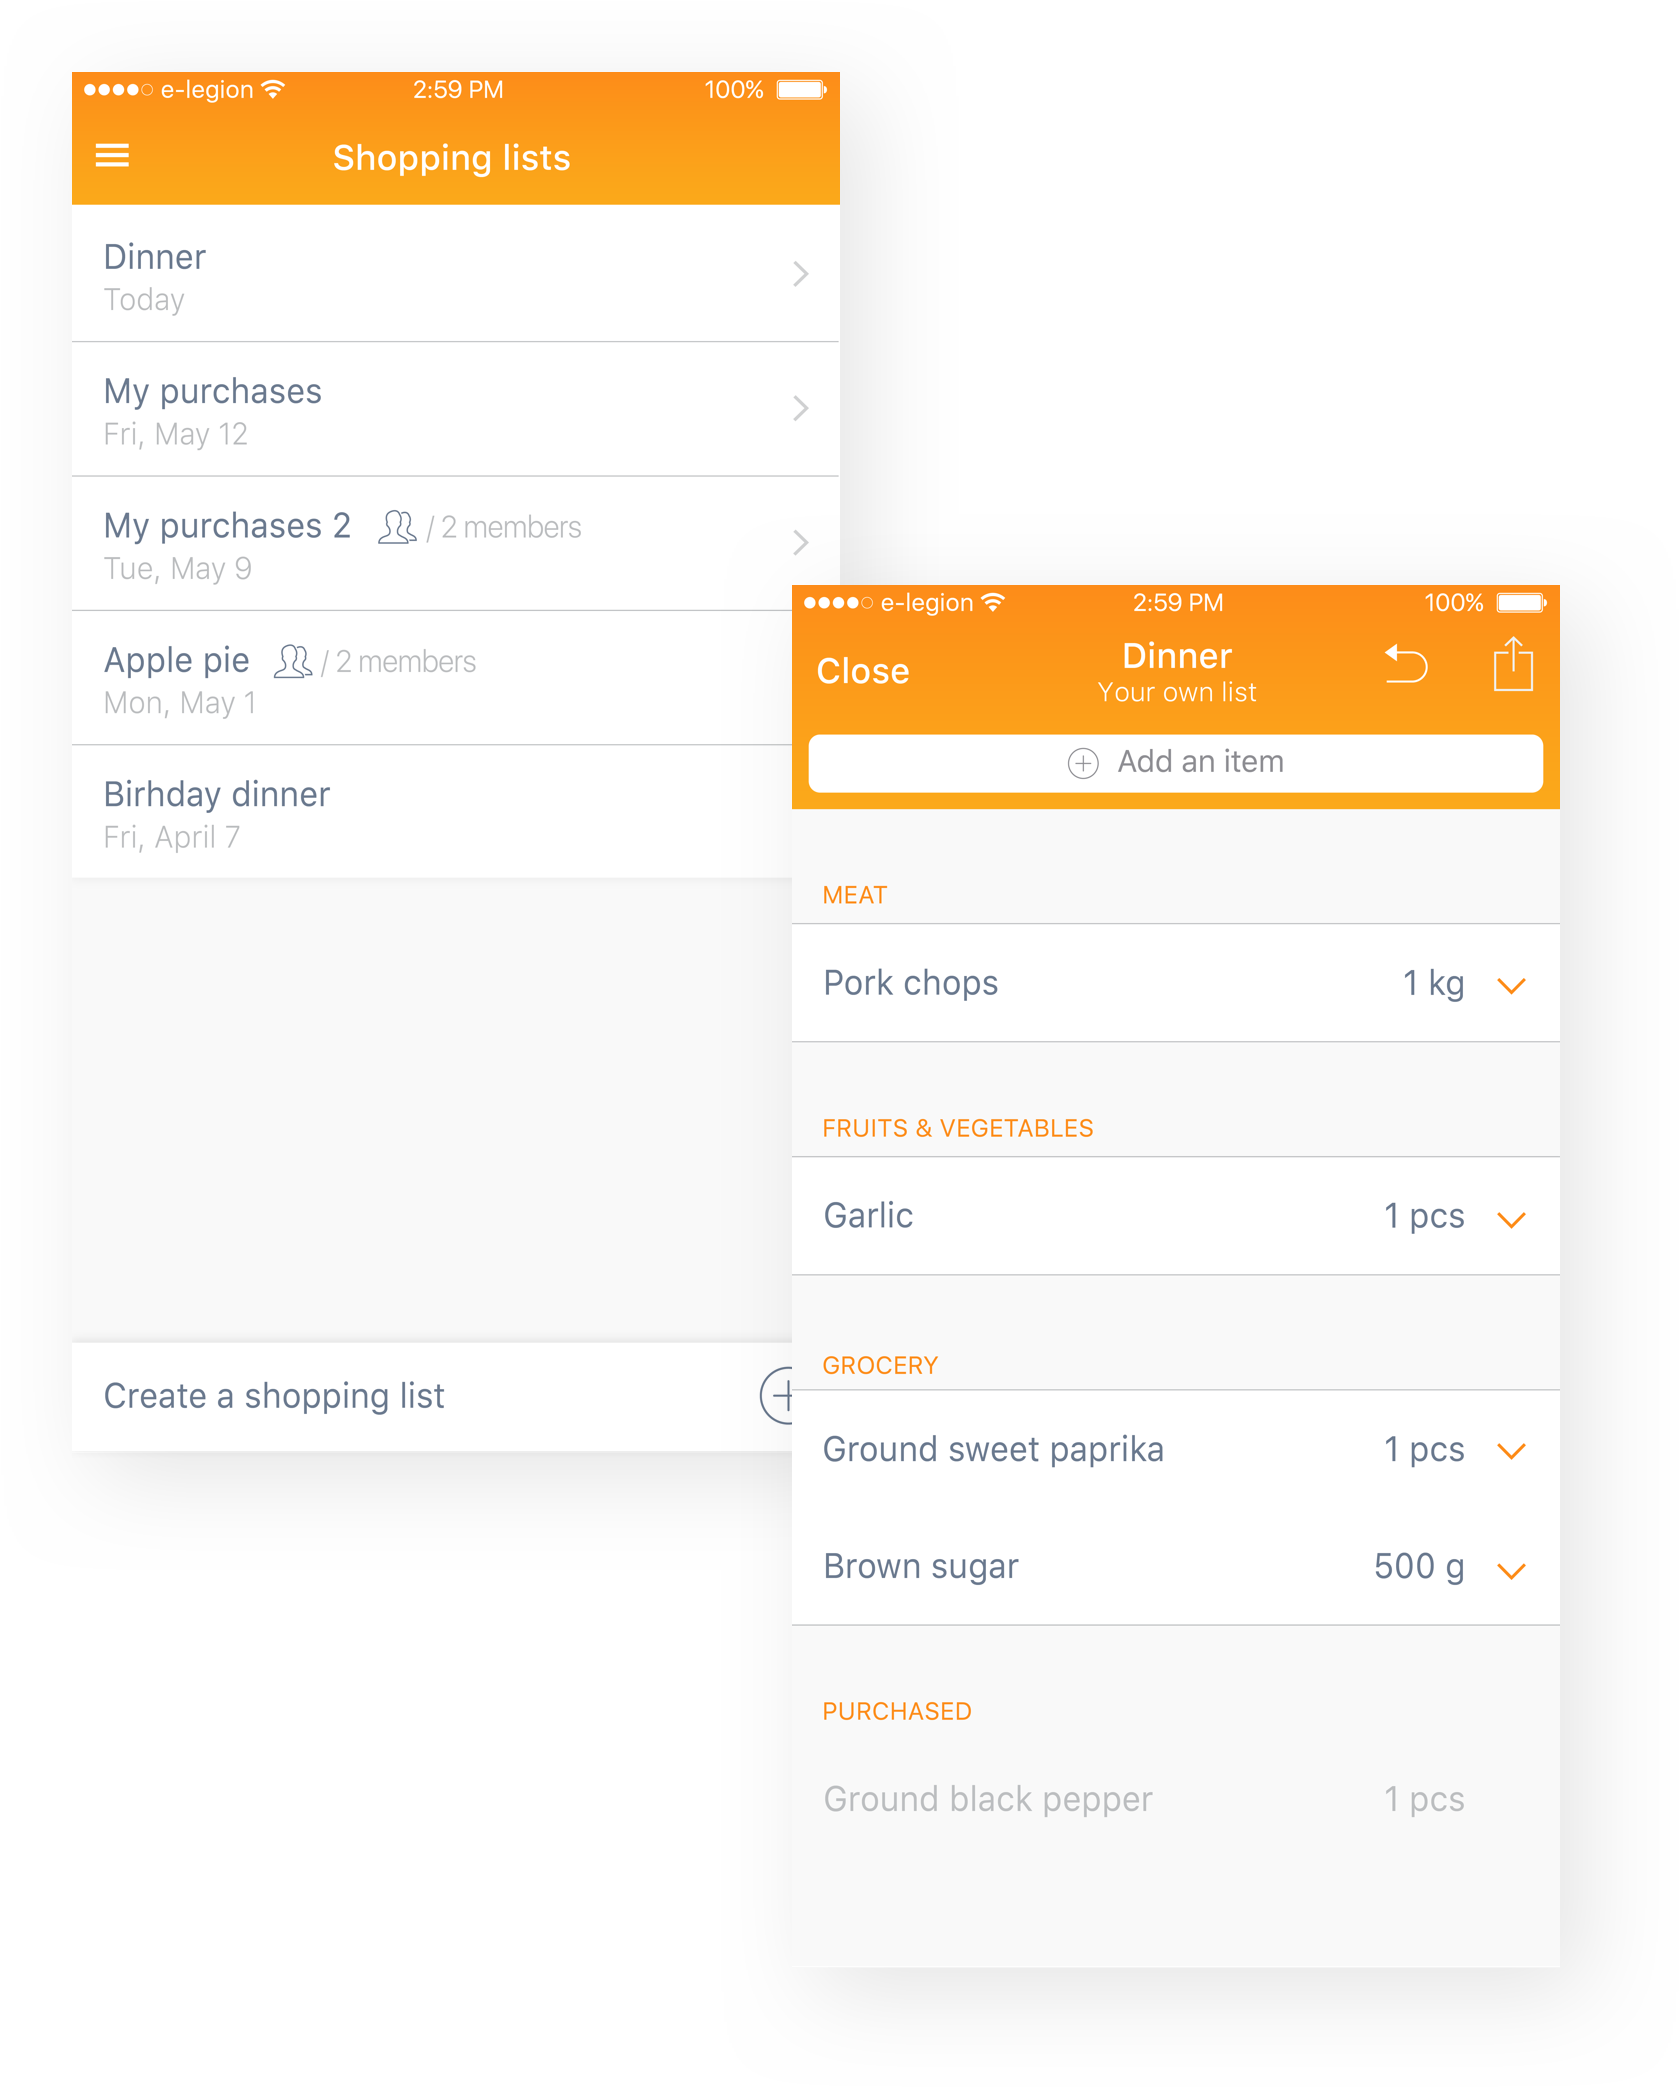 e-legion 2:59 PM 100%
Shopping lists
Dinner
Today
My purchases
Fri, May 12
My purchases 2 / 2 members
Tue, May 9
Apple pie / 2 members
Mon, May 1
Birhday dinner
Fri, April 7
Create a shopping list
e-legion 2:59 PM 100%
Close
Dinner
Your own list
Add an item
MEAT
Pork chops 1 kg
FRUITS & VEGETABLES
Garlic 1 pcs
GROCERY
Ground sweet paprika 1 pcs
Brown sugar 500 g
PURCHASED
Ground black pepper 1 pcs